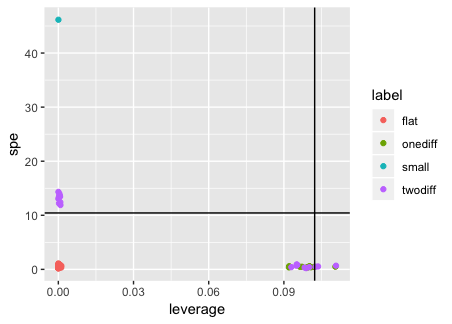 40
30
20
10
0
spe
0.00 0.03 0.06 0.09
leverage
label
flat
onediff
small
twodiff